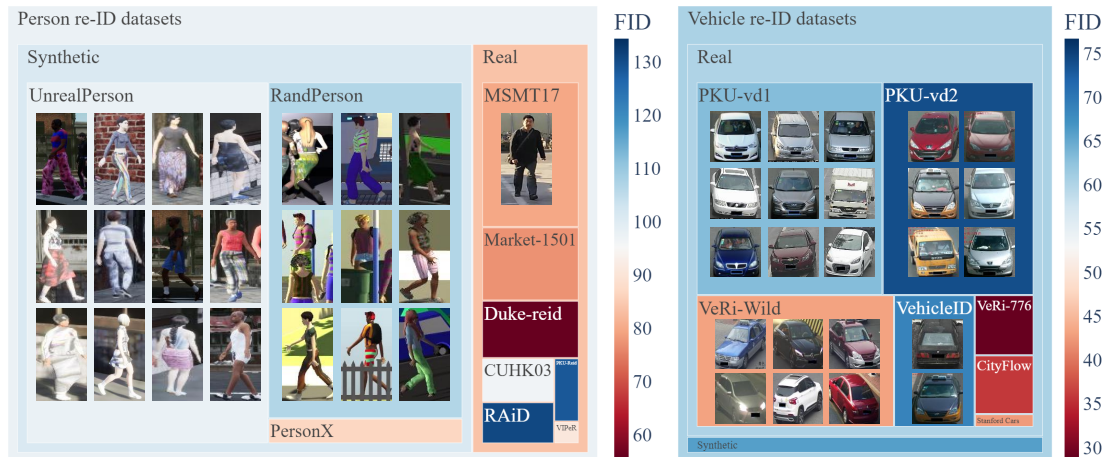 Person re-ID datasets
Synthetic
UnrealPerson
RandPerson
PersonX
Real
MSMT17
Market-1501
Duke-reid
CUHK03
PKU-Reid
RAiD
VIPeR
FID
130
120
110
100
90
80
70
60
Vehicle re-ID datasets
Real
PKU-vd1
PKU-vd2
VeRi-Wild
VehicleID
VeRi-776
CityFlow
Stanford Cars
Synthetic
FID
75
70
65
60
55
50
45
40
35
30